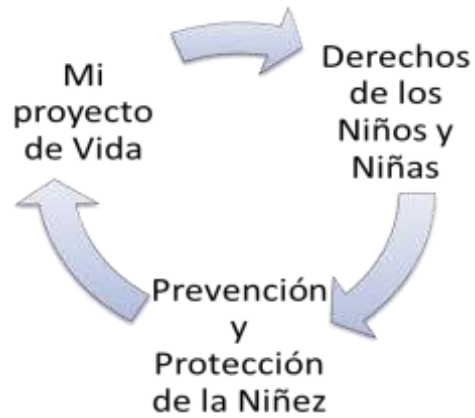 Mi
proyecto
de Vida
Derechos
de los
Niños y
Niñas
Prevención
y
Protección
de la Niñez